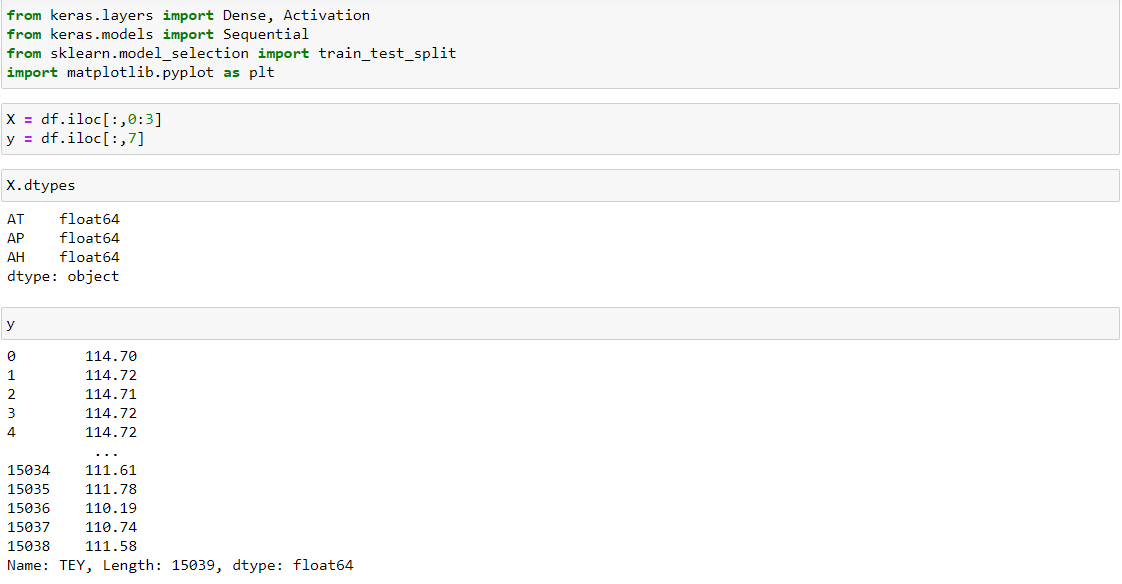 from keras.layers import Dense, Activation
from keras.models import Sequential
from sklearn.model_selection import train_test_split
import matplotlib.pyplot as plt
X = df.iloc[:,0:3]
y = df.iloc[:,7]
X.dtypes
AT    float64
AP    float64
AH    float64
dtype: object
y
0        114.70
1        114.72
2        114.71
3        114.72
4        114.72
          ...
15034    111.61
15035    111.78
15036    110.19
15037    110.74
15038    111.58
Name: TEY, Length: 15039, dtype: float64